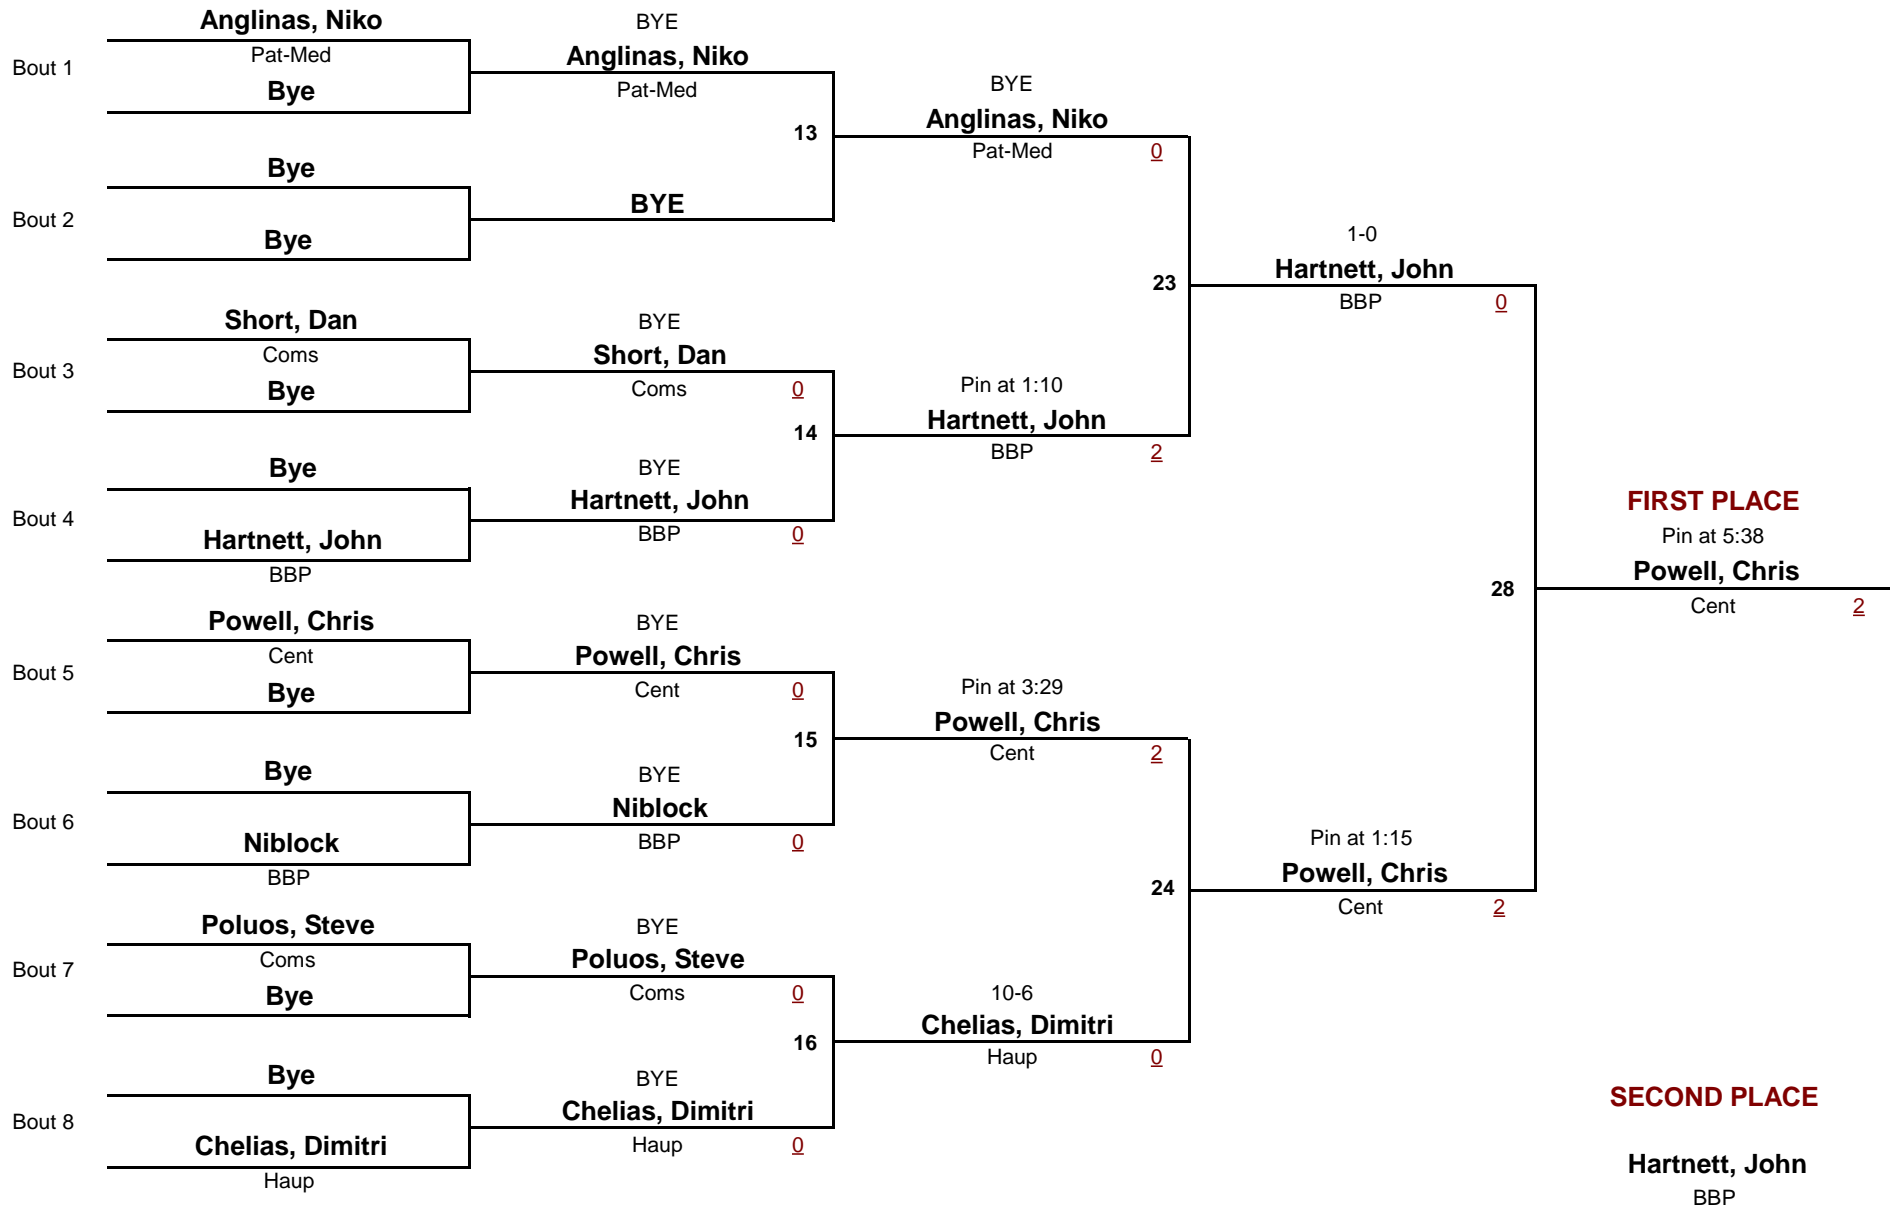 Anglinas, Niko
Bout 1
Pat-Med
Bye
Bye
Bout 2
Bye
Short, Dan
Bout 3
Coms
Bye
Bye
Bout 4
Hartnett, John
BBP
Powell, Chris
Bout 5
Cent
Bye
Bye
Bout 6
Niblock
BBP
Poluos, Steve
Bout 7
Coms
Bye
Bye
Bout 8
Chelias, Dimitri
Haup
BYE
Anglinas, Niko
Pat-Med
13
BYE
BYE
Short, Dan
Coms 0
14
BYE
Hartnett, John
BBP 0
BYE
Powell, Chris
Cent 0
15
BYE
Niblock
BBP 0
BYE
Poluos, Steve
Coms 0
16
BYE
Chelias, Dimitri
Haup 0
BYE
Anglinas, Niko
Pat-Med 0
23
Pin at 1:10
Hartnett, John
BBP 2
Pin at 3:29
Powell, Chris
Cent 2
24
10-6
Chelias, Dimitri
Haup 0
1-0
Hartnett, John
BBP 0
28
Pin at 1:15
Powell, Chris
Cent 2
FIRST PLACE
Pin at 5:38
Powell, Chris
Cent 2
SECOND PLACE
Hartnett, John
BBP